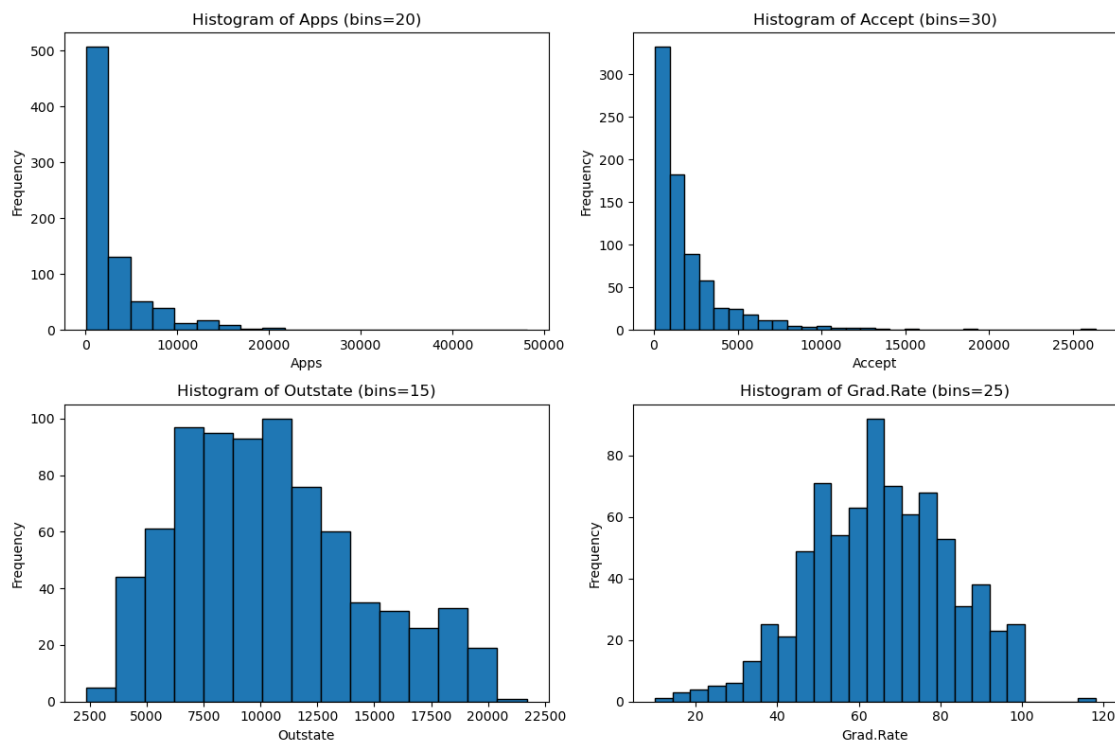 Histogram of Apps (bins=20)
500
400
300
200
100
0
Frequency
0 10000 20000 30000 40000 50000
Apps
Histogram of Accept (bins=30)
300
250
200
150
100
50
0
Frequency
0 5000 10000 15000 20000 25000
Accept
Histogram of Outstate (bins=15)
100
80
60
40
20
0
Frequency
2500 5000 7500 10000 12500 15000 17500 20000 22500
Outstate
Histogram of Grad.Rate (bins=25)
80
60
40
20
0
Frequency
20 40 60 80 100 120
Grad.Rate